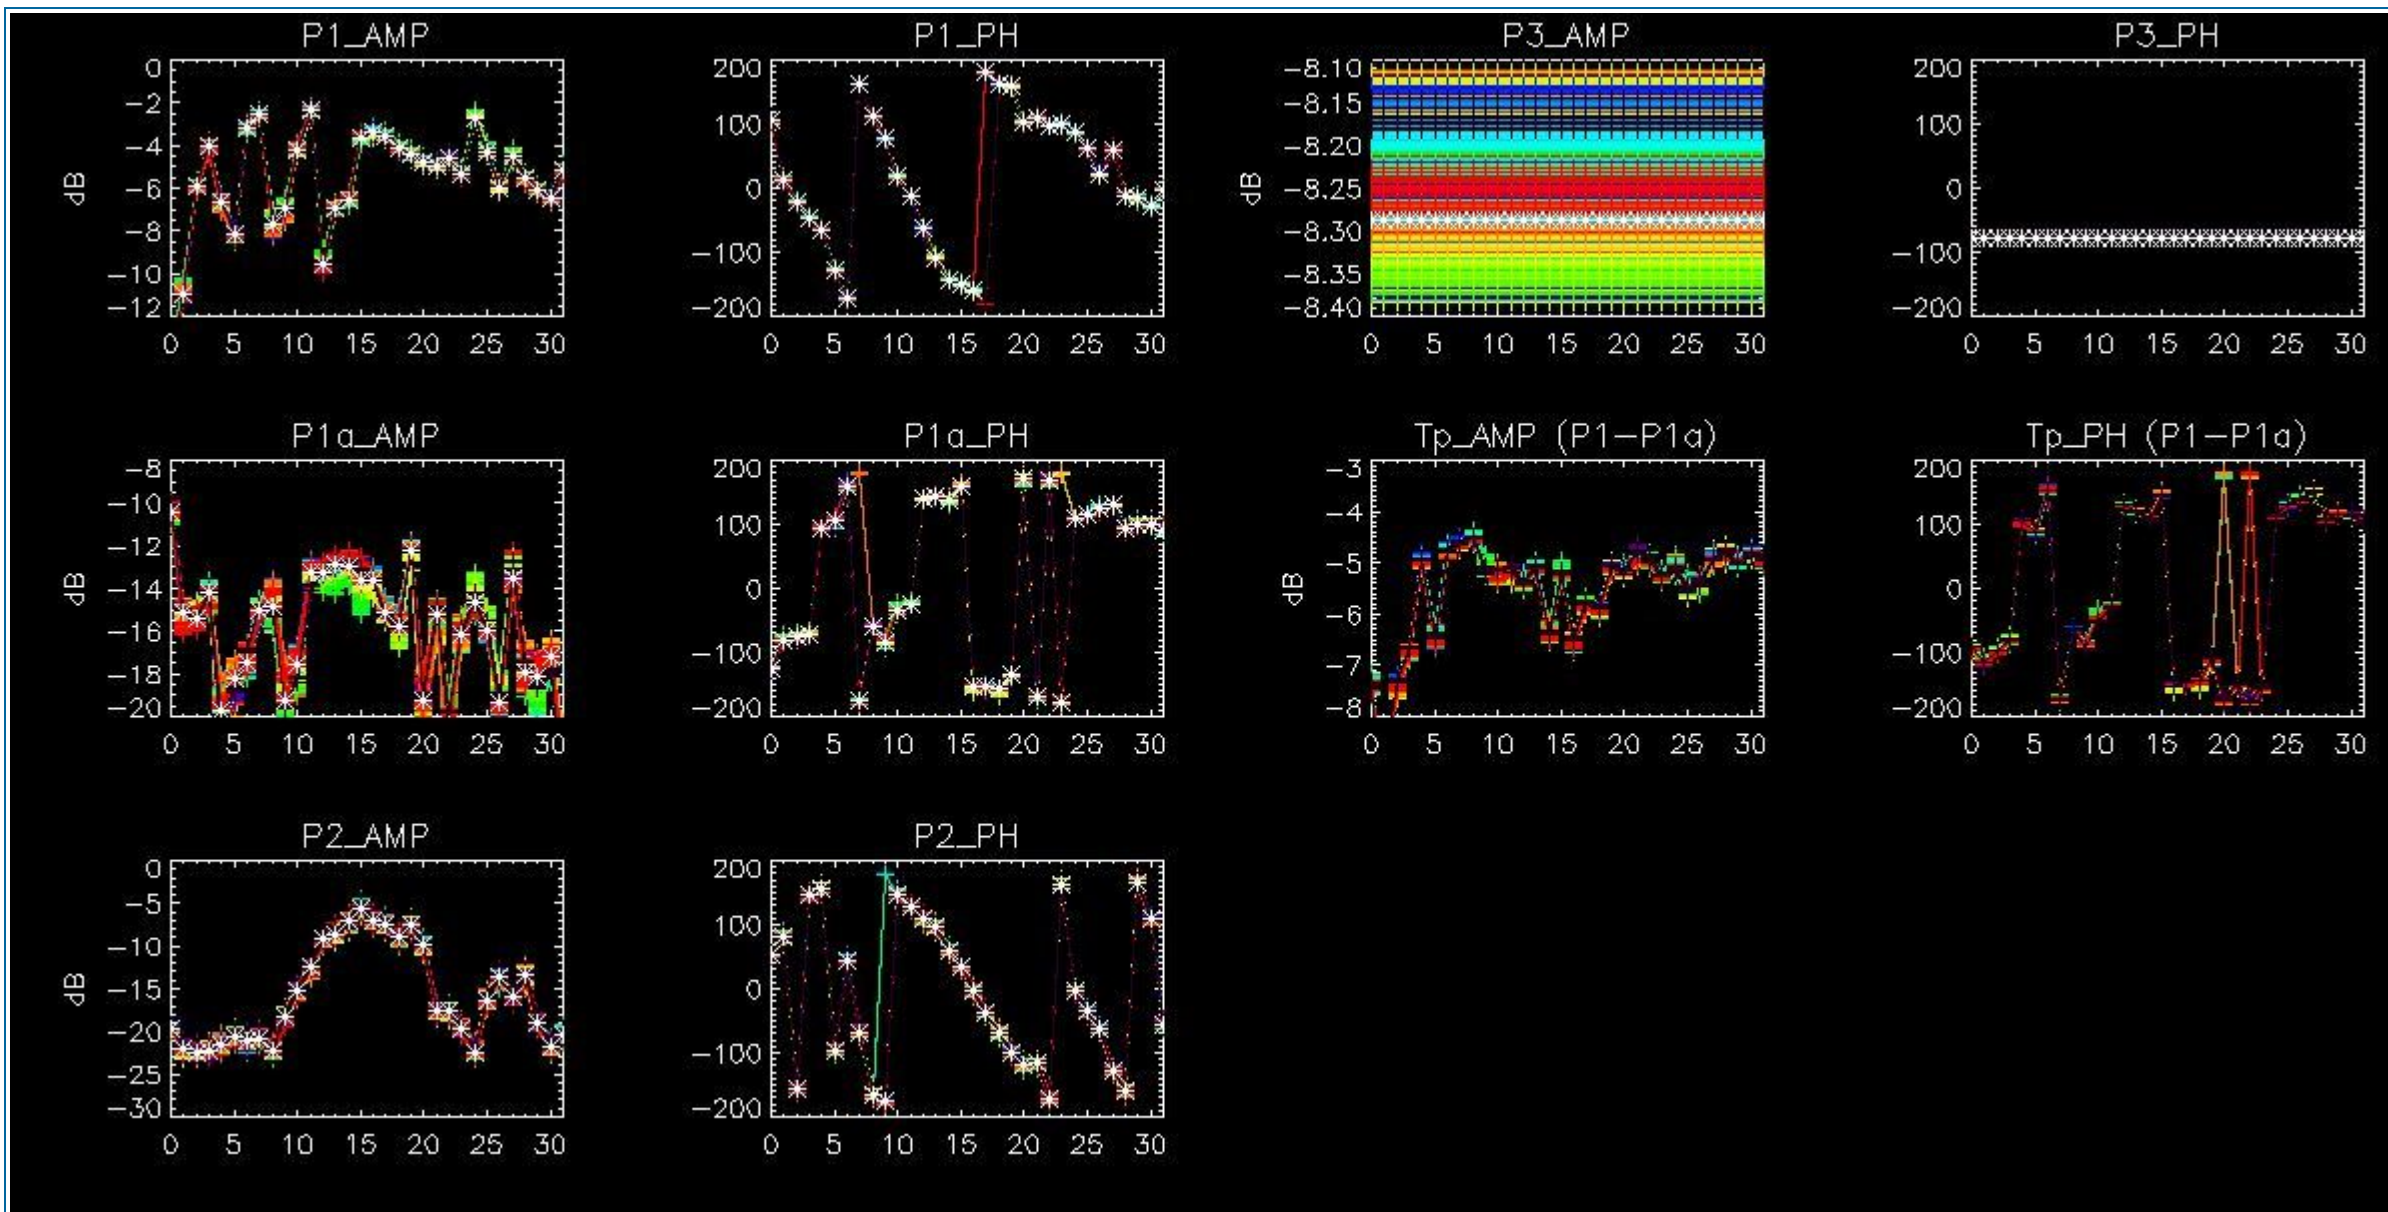 P1_AMP
0
−2
−4
−6
−8
−10
−12
dB
0 5 10 15 20 25 30
P1_PH
200
100
0
−100
−200
0 5 10 15 20 25 30
P3_AMP
−8.10
−8.15
−8.20
−8.25
−8.30
−8.35
−8.40
dB
0 5 10 15 20 25 30
P3_PH
200
100
0
−100
−200
0 5 10 15 20 25 30
P1a_AMP
−8
−10
−12
−14
−16
−18
−20
dB
0 5 10 15 20 25 30
P1a_PH
200
100
0
−100
−200
0 5 10 15 20 25 30
Tp_AMP (P1−P1a)
−3
−4
−5
−6
−7
−8
dB
0 5 10 15 20 25 30
Tp_PH (P1−P1a)
200
100
0
−100
−200
0 5 10 15 20 25 30
P2_AMP
0
−5
−10
−15
−20
−25
−30
dB
0 5 10 15 20 25 30
P2_PH
200
100
0
−100
−200
0 5 10 15 20 25 30